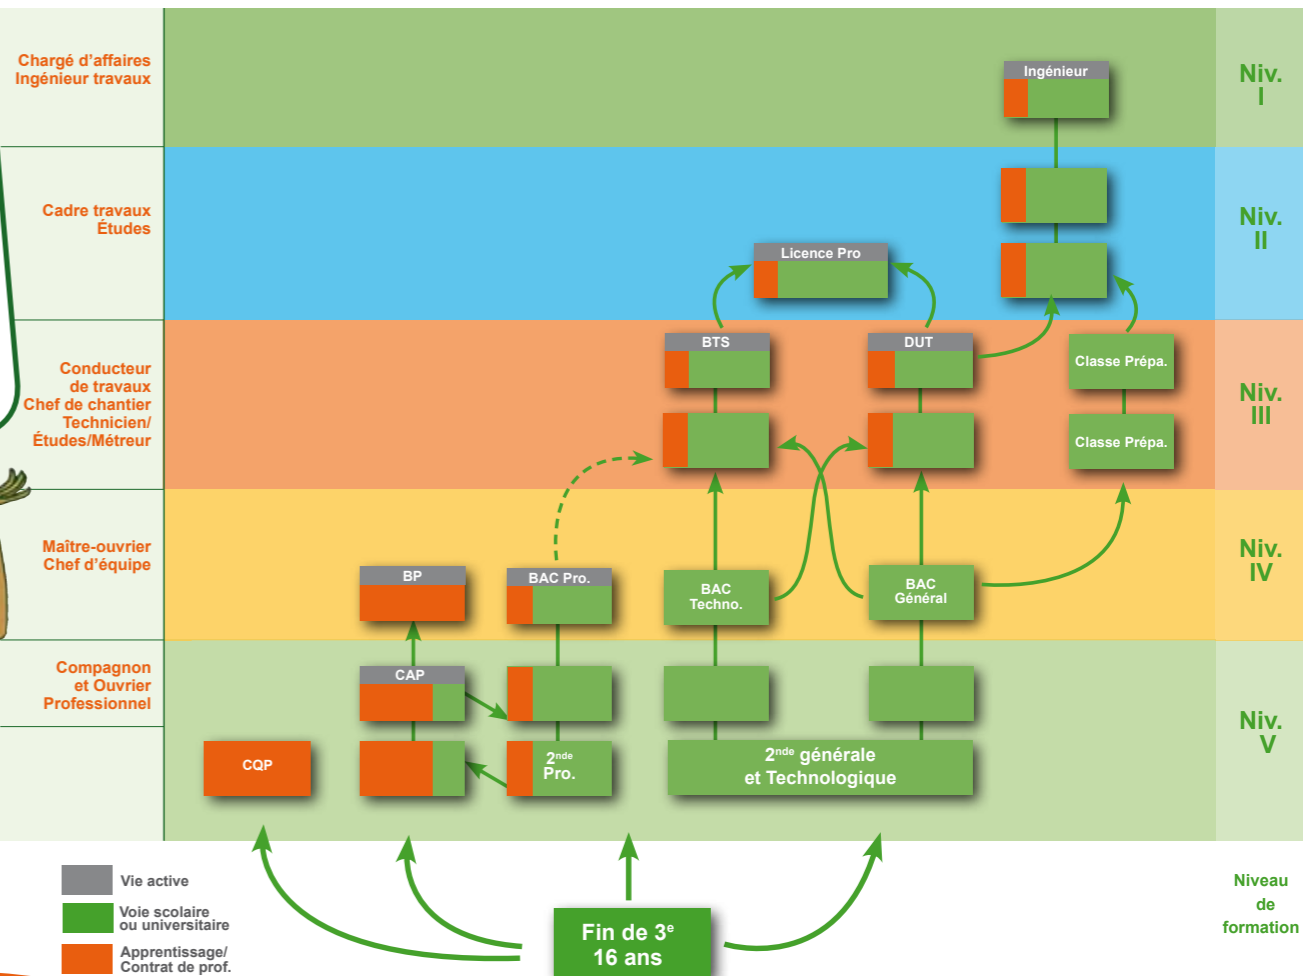 Chargé d'affaires
Ingénieur travaux
Ingénieur
Niv.
I
Cadre travaux
Études
Licence Pro
Niv.
II
Conducteur
de travaux
Chef de chantier
Technicien/
Études/Métreur
BTS
DUT
Classe Prépa.
Classe Prépa.
Niv.
III
Maître-ouvrier
Chef d'équipe
BP
BAC Pro.
BAC
Techno.
BAC
Général
Niv.
IV
Compagnon
et Ouvrier
Professionnel
CAP
CQP
2nde
Pro.
2nde générale
et Technologique
Niv.
V
Vie active
Voie scolaire
ou universitaire
Apprentissage/
Contrat de prof.
Fin de 3e
16 ans
Niveau
de
formation